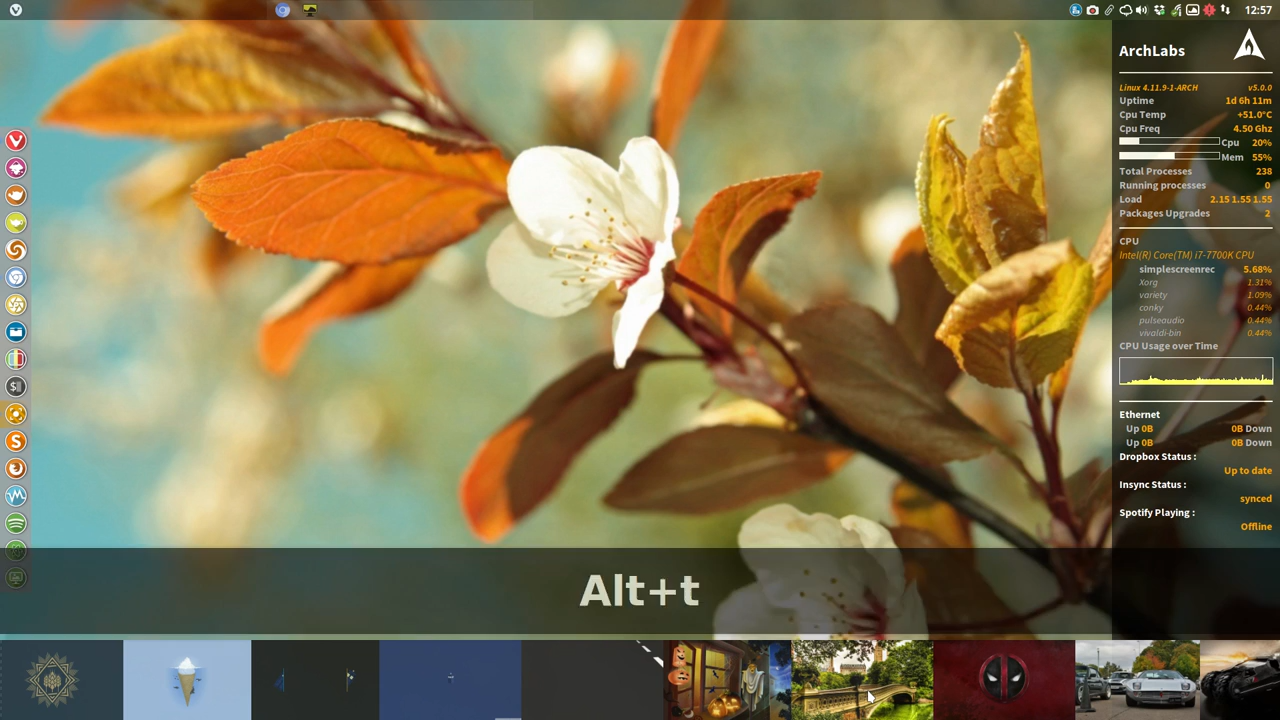 12:57
ArchLabs
Linux 4.11.9-1-ARCH v5.0.0
Uptime 1d 6h 11m
Cpu Temp +51.0°C
Cpu Freq 4.50 Ghz
Cpu 20%
Mem 55%
Total Processes 238
Running processes 0
Load 2.15 1.55 1.55
Packages Upgrades 2
CPU
Intel(R) Core(TM) i7-7700K CPU
simplescreenrec 5.68%
Xorg 1.31%
variety 1.09%
conky 0.44%
pulseaudio 0.44%
vivaldi-bin 0.44%
CPU Usage over Time
Ethernet
Up 0B 0B Down
Up 0B 0B Down
Dropbox Status :
Up to date
Insync Status :
synced
Spotify Playing :
Offline
Alt+t